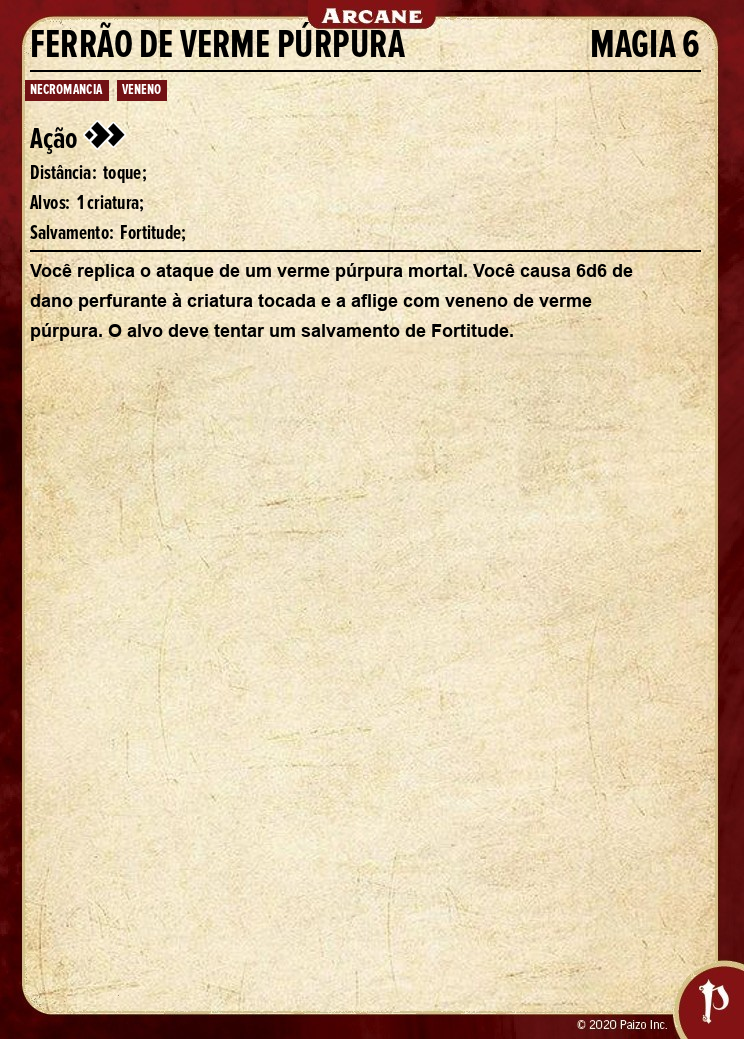 ARCANE
FERRÃO DE VERME PÚRPURA MAGIA 6
NECROMANCIA VENENO
Ação
Distância: toque;
Alvos: 1 criatura;
Salvamento: Fortitude;
Você replica o ataque de um verme púrpura mortal. Você causa 6d6 de
dano perfurante à criatura tocada e a aflige com veneno de verme
púrpura. O alvo deve tentar um salvamento de Fortitude.
© 2020 Paizo Inc.
P